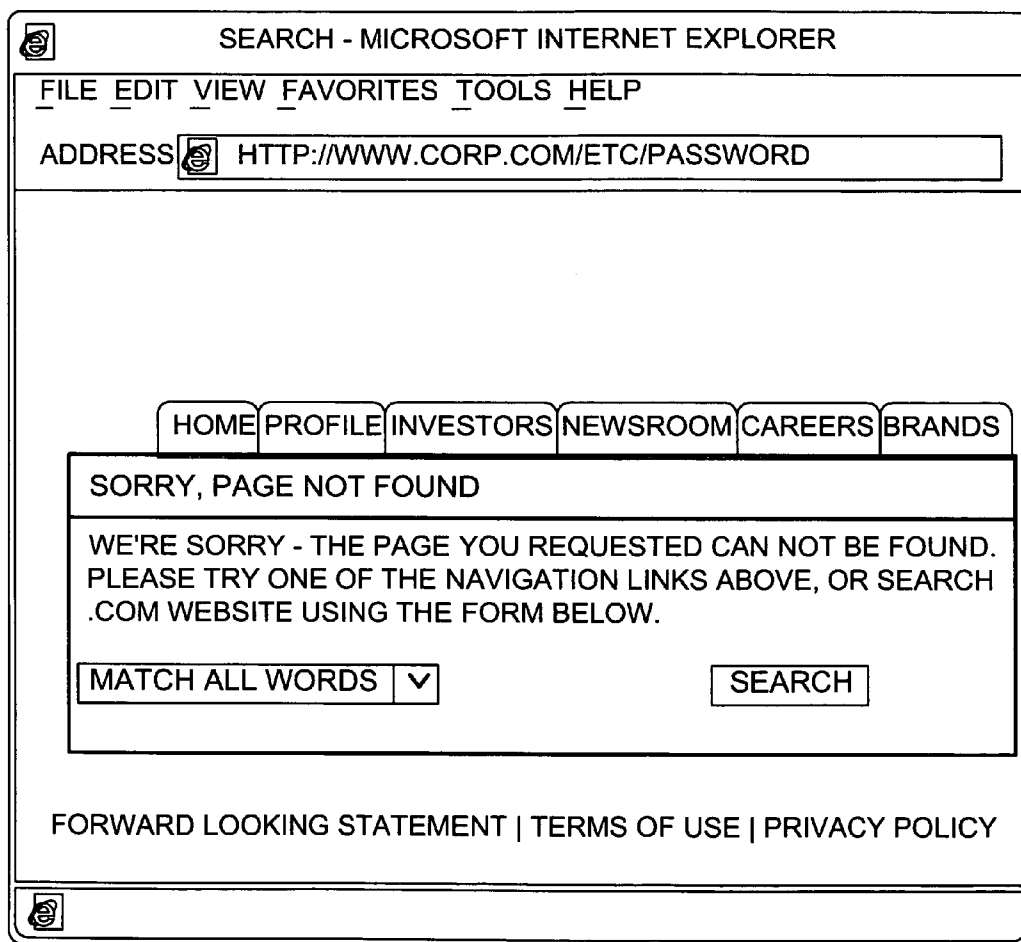 SEARCH - MICROSOFT INTERNET EXPLORER
FILE EDIT VIEW FAVORITES TOOLS HELP
ADDRESS HTTP://WWW.CORP.COM/ETC/PASSWORD
HOME PROFILE INVESTORS NEWSROOM CAREERS BRANDS
SORRY, PAGE NOT FOUND
WE'RE SORRY - THE PAGE YOU REQUESTED CAN NOT BE FOUND.
PLEASE TRY ONE OF THE NAVIGATION LINKS ABOVE, OR SEARCH
.COM WEBSITE USING THE FORM BELOW.
MATCH ALL WORDS SEARCH
FORWARD LOOKING STATEMENT | TERMS OF USE | PRIVACY POLICY